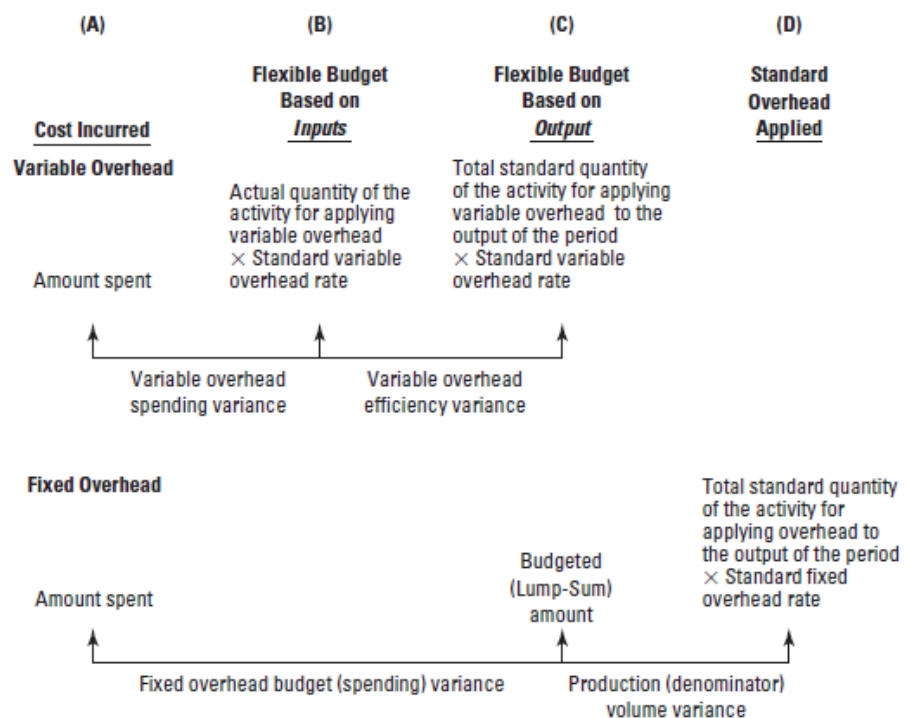 (A)
(B)
(C)
(D)
Cost Incurred
Flexible Budget
Based on
Inputs
Flexible Budget
Based on
Output
Standard
Overhead
Applied
Variable Overhead
Amount spent
Actual quantity of the
activity for applying
variable overhead
× Standard variable
overhead rate
Total standard quantity
of the activity for applying
variable overhead to the
output of the period
× Standard variable
overhead rate
Variable overhead
spending variance
Variable overhead
efficiency variance
Fixed Overhead
Amount spent
Budgeted
(Lump-Sum)
amount
Total standard quantity
of the activity for
applying overhead to
the output of the period
× Standard fixed
overhead rate
Fixed overhead budget (spending) variance
Production (denominator)
volume variance